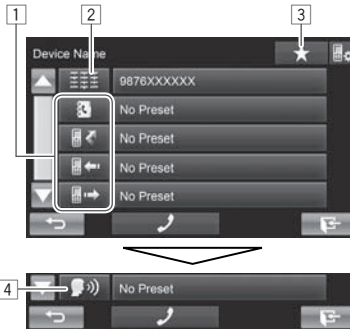 1 2 3
Device Name
9876XXXXXX
No Preset
No Preset
No Preset
No Preset
4
No Preset